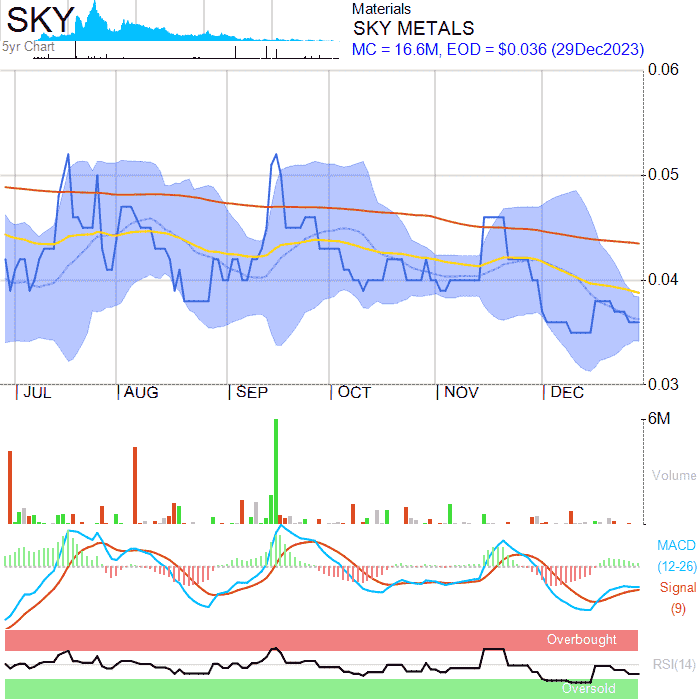 SKY
5yr Chart
Materials
SKY METALS
MC = 16.6M, EOD = $0.036 (29Dec2023)
0.06
0.05
0.04
0.03
JUL AUG SEP OCT NOV DEC
6M
Volume
MACD
(12-26)
Signal
(9)
Overbought
RSI(14)
Oversold